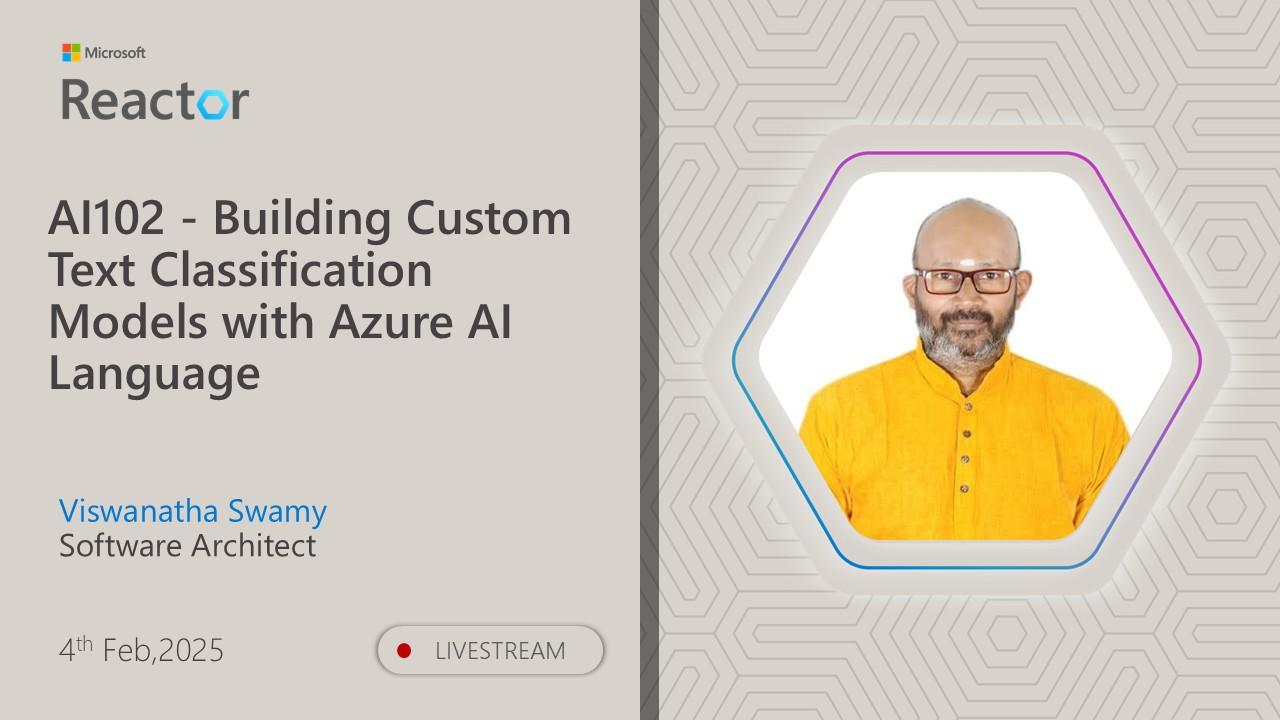 Microsoft
Reactor
AI102 - Building Custom
Text Classification
Models with Azure AI
Language
Viswanatha Swamy
Software Architect
4th Feb,2025
LIVESTREAM